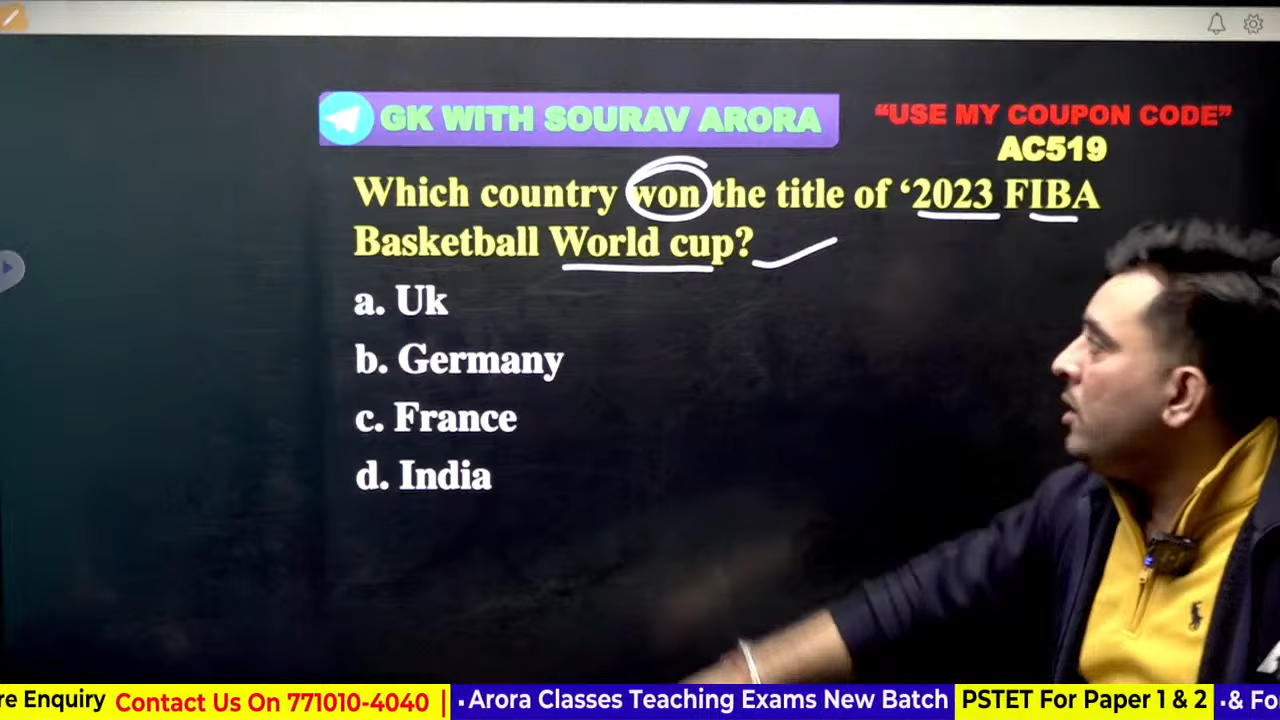 GK WITH SOURAV ARORA
“USE MY COUPON CODE”
AC519
Which country won the title of ‘2023 FIBA
Basketball World cup?
a. Uk
b. Germany
c. France
d. India
re Enquiry Contact Us On 771010-4040 | Arora Classes Teaching Exams New Batch PSTET For Paper 1 & 2 & Fo